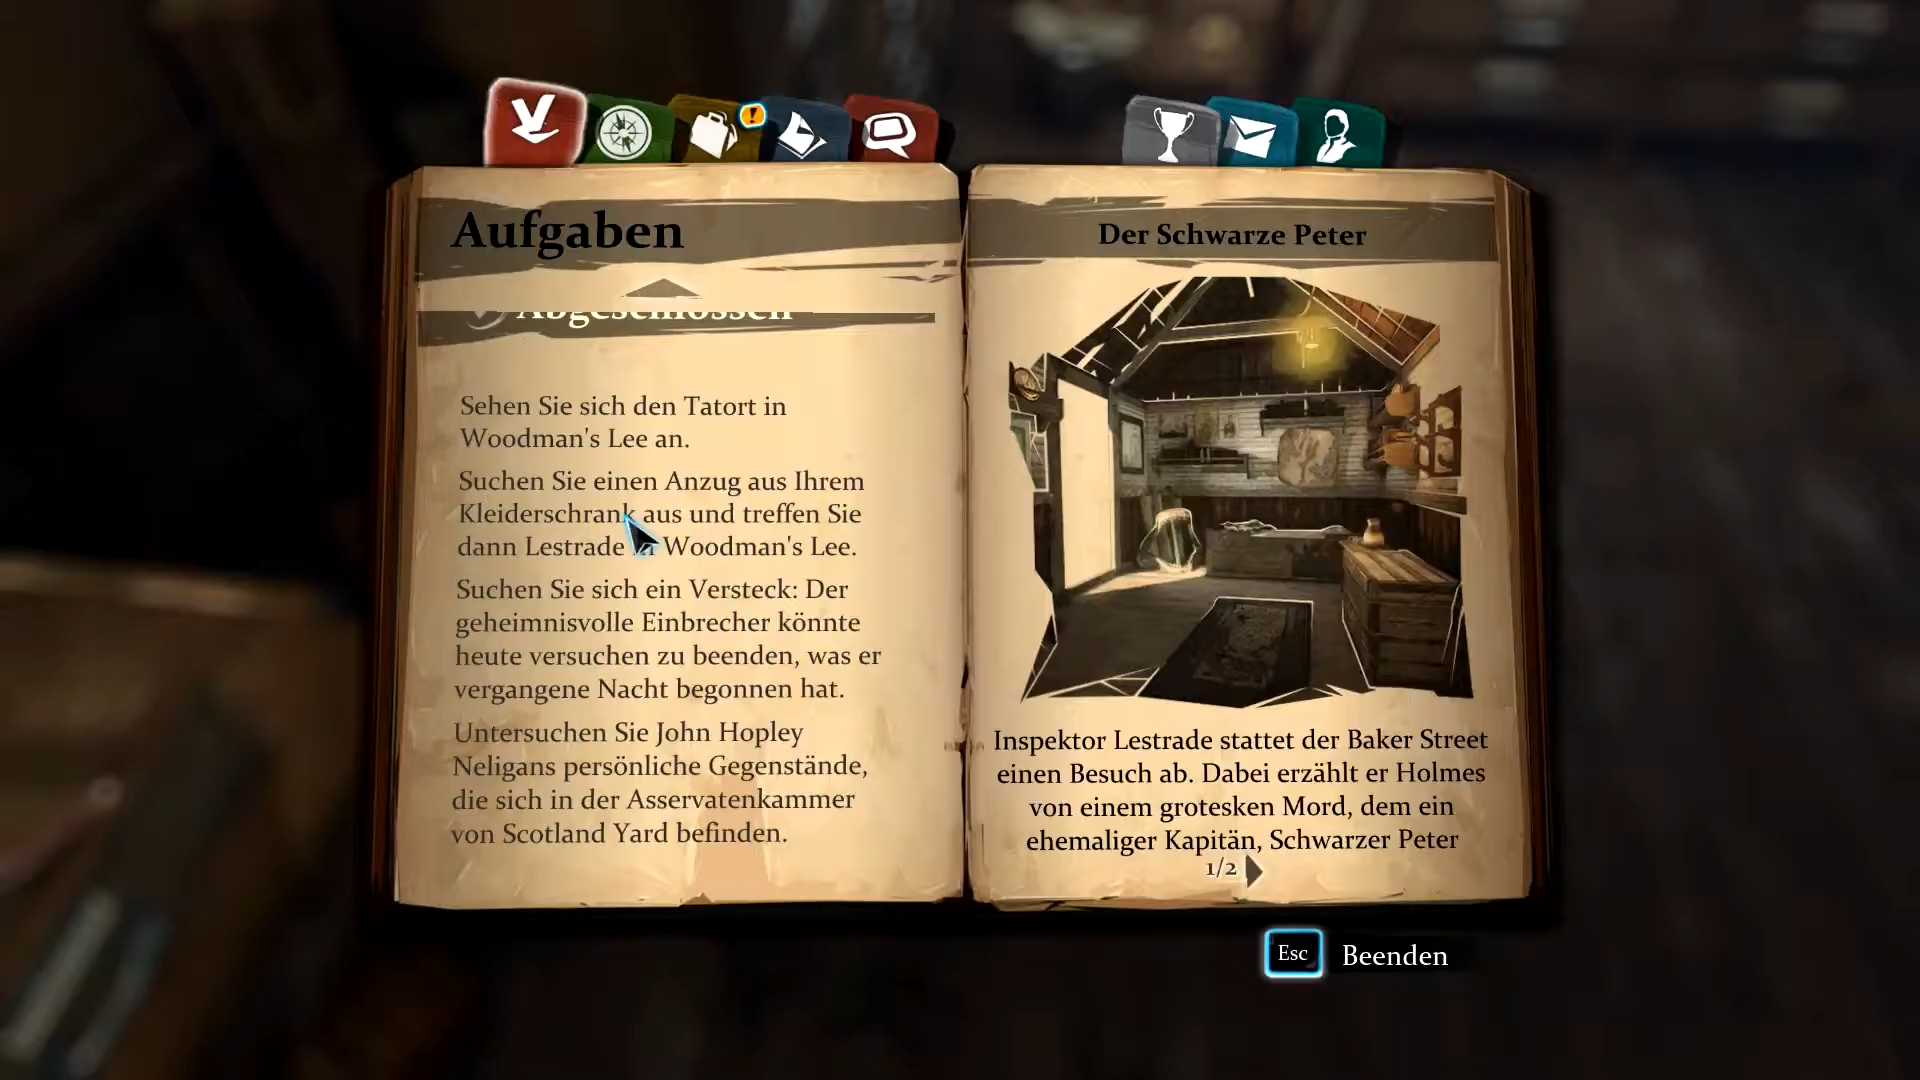 Aufgaben
Abgeschlossen
Sehen Sie sich den Tatort in
Woodman's Lee an.
Suchen Sie einen Anzug aus Ihrem
Kleiderschrank aus und treffen Sie
dann Lestrade in Woodman's Lee.
Suchen Sie sich ein Versteck: Der
geheimnisvolle Einbrecher könnte
heute versuchen zu beenden, was er
vergangene Nacht begonnen hat.
Untersuchen Sie John Hopley
Neligans persönliche Gegenstände,
die sich in der Asservatenkammer
von Scotland Yard befinden.
Der Schwarze Peter
Inspektor Lestrade stattet der Baker Street
einen Besuch ab. Dabei erzählt er Holmes
von einem grotesken Mord, dem ein
ehemaliger Kapitän, Schwarzer Peter
1/2
Esc Beenden